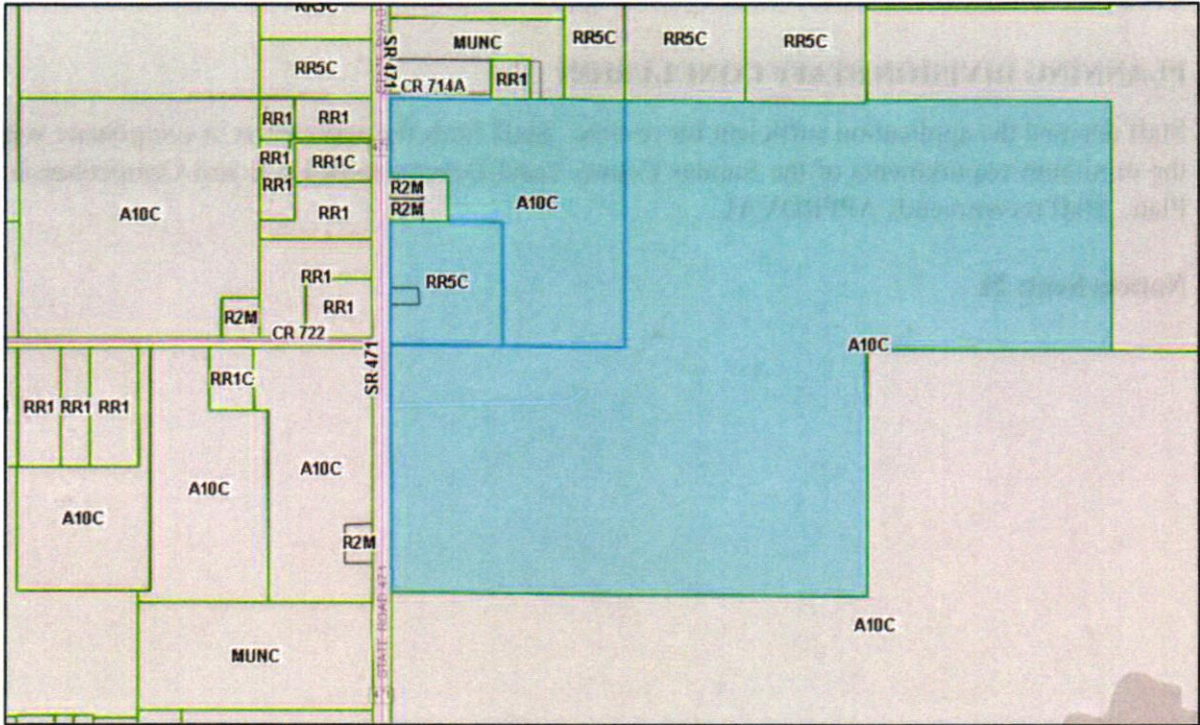 RR5C
MUNC
RR5C
RR5C
RR5C
RR5C
SR 471
CR 714A
RR1
RR1
RR1
RR1
RR1C
RR1
R2M
R2M
A10C
A10C
RR1
RR1
RR5C
RR1
R2M
CR 722
A10C
SR 471
RR1C
RR1
RR1
RR1
A10C
A10C
A10C
R2M
STATE ROAD 471
A10C
MUNC